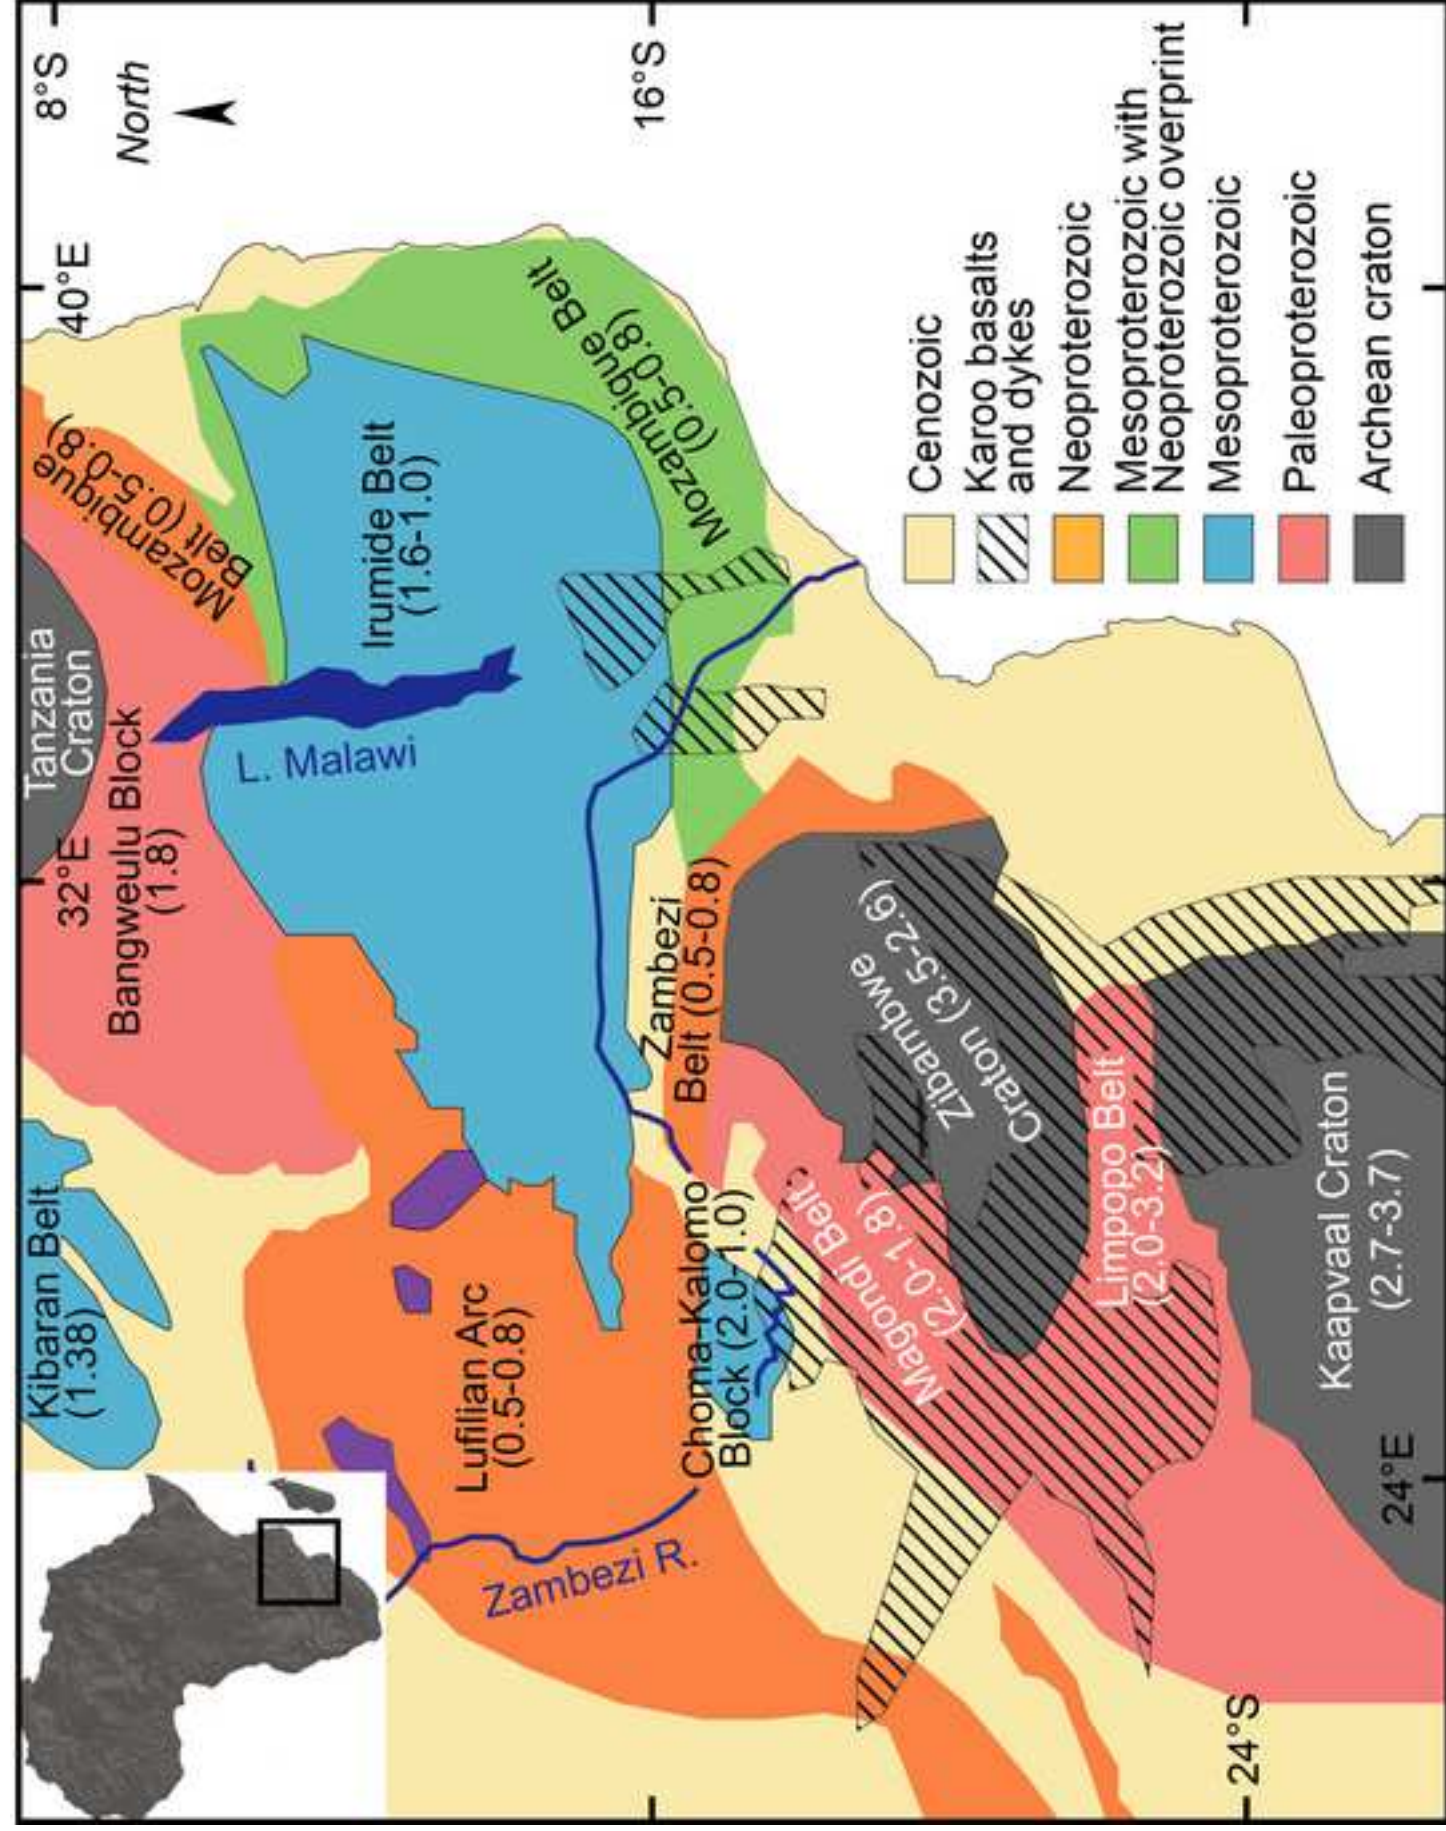 8°S
16°S
24°S
40°E
32°E
24°E
North
Tanzania
Craton
Bangweulu Block
(1.8)
Mozambique
Belt (0.5-0.8)
Kibaran Belt
(1.38)
L. Malawi
Irumide Belt
(1.6-1.0)
Mozambique Belt
(0.5-0.8)
Lufilian Arc
(0.5-0.8)
Zambezi R.
Zambezi
Belt (0.5-0.8)
Choma-Kalomo
Block (2.0-1.0)
Magondi Belt
(2.0-1.8)
Zibambwe
Craton (3.5-2.6)
Limpopo Belt
(2.0-3.2)
Kaapvaal Craton
(2.7-3.7)
Cenozoic
Karoo basalts
and dykes
Neoproterozoic
Mesoproterozoic with
Neoproterozoic overprint
Mesoproterozoic
Paleoproterozoic
Archean craton